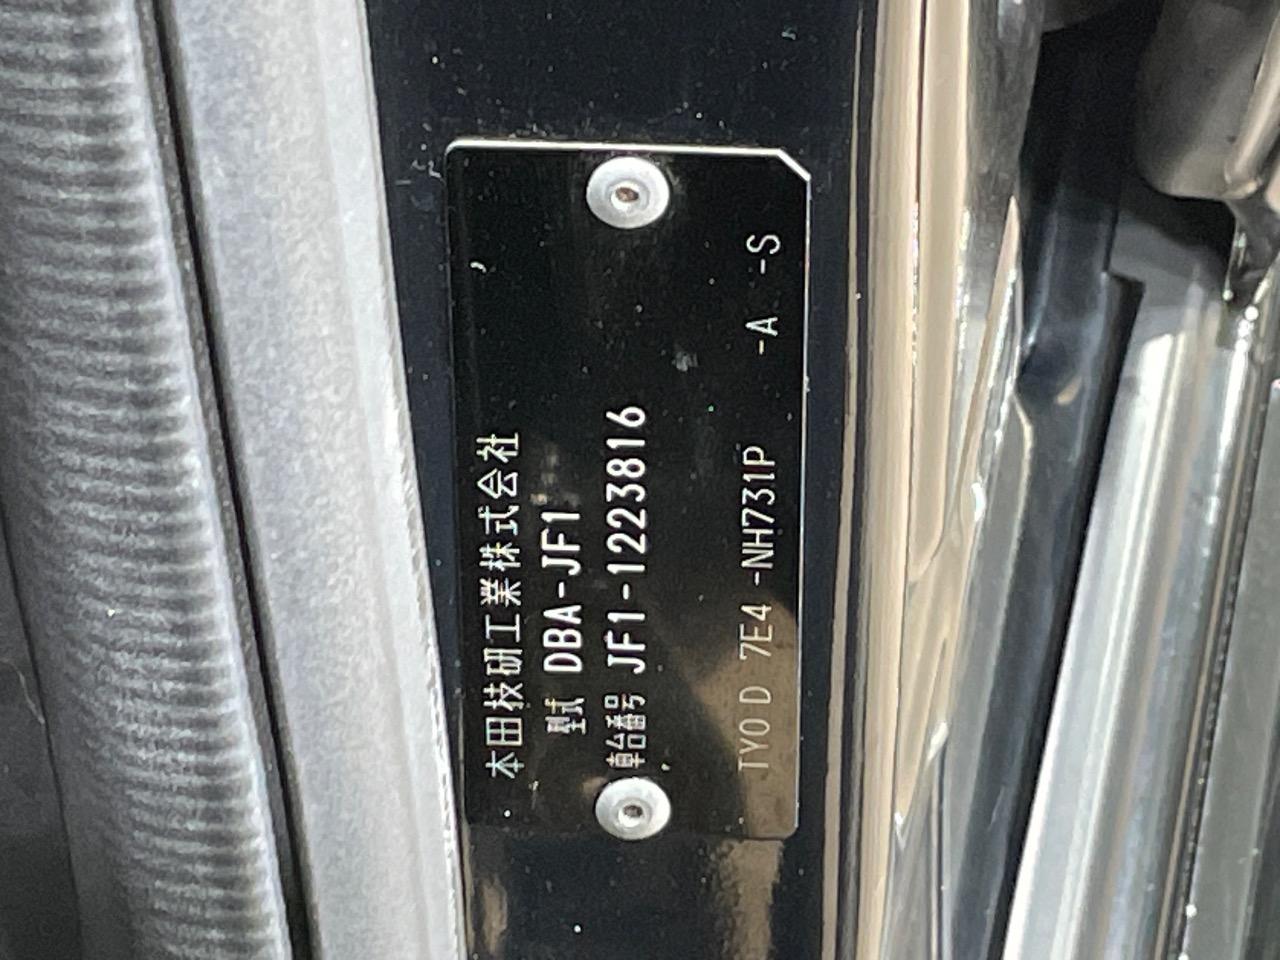 本田技研工業株式会社
型式 DBA-JF1
車台番号 JF1-1223816
TYO D 7E4 -NH731P -A -S